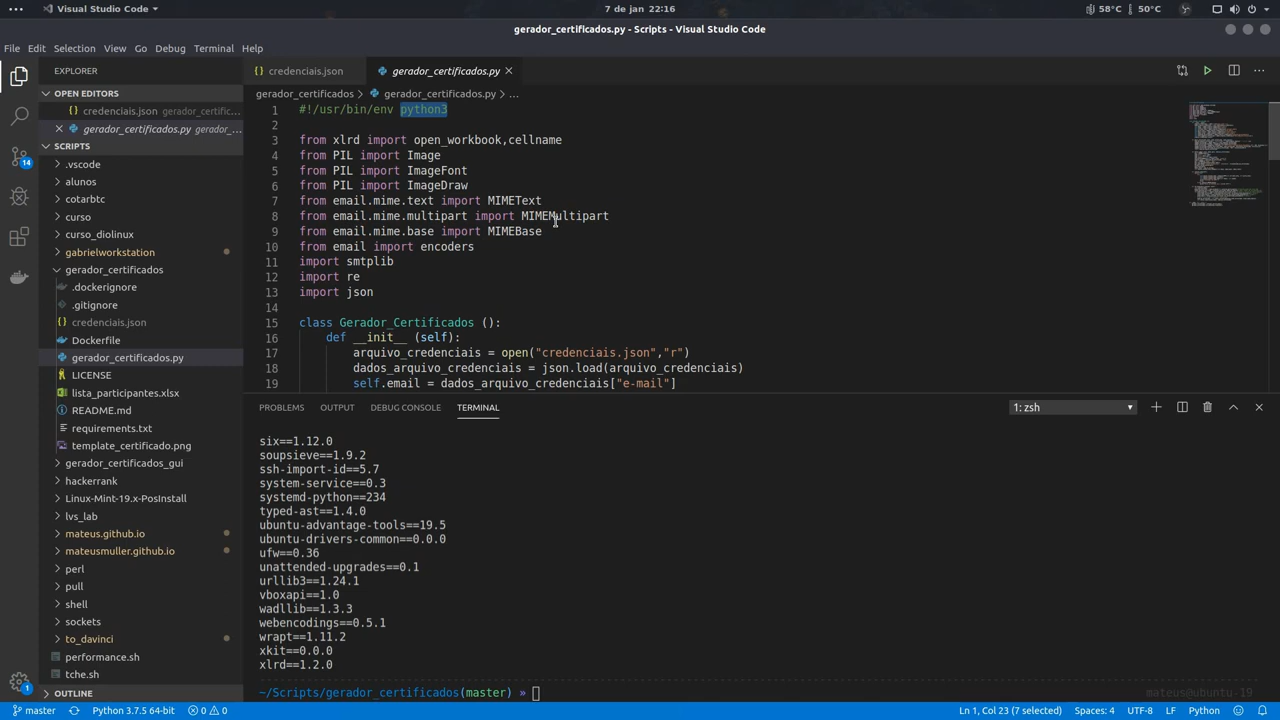 Visual Studio Code
7 de jan 22:16
58°C
50°C
gerador_certificados.py - Scripts - Visual Studio Code
File Edit Selection View Go Debug Terminal Help
EXPLORER
OPEN EDITORS
credenciais.json gerador_certific...
gerador_certificados.py gerador_...
SCRIPTS
.vscode
alunos
cotarbtc
curso
curso_diolinux
gabrielworkstation
gerador_certificados
.dockerignore
.gitignore
credenciais.json
Dockerfile
gerador_certificados.py
LICENSE
lista_participantes.xlsx
README.md
requirements.txt
template_certificado.png
gerador_certificados_gui
hackerrank
Linux-Mint-19.x-PosInstall
lvs_lab
mateus.github.io
mateusmuller.github.io
perl
pull
shell
sockets
to_davinci
performance.sh
tche.sh
OUTLINE
14
1
credenciais.json
gerador_certificados.py
gerador_certificados > gerador_certificados.py > ...
1 #!/usr/bin/env python3
2
3 from xlrd import open_workbook,cellname
4 from PIL import Image
5 from PIL import ImageFont
6 from PIL import ImageDraw
7 from email.mime.text import MIMEText
8 from email.mime.multipart import MIMEMultipart
9 from email.mime.base import MIMEBase
10 from email import encoders
11 import smtplib
12 import re
13 import json
14
15 class Gerador_Certificados ():
16 def __init__ (self):
17 arquivo_credenciais = open("credenciais.json","r")
18 dados_arquivo_credenciais = json.load(arquivo_credenciais)
19 self.email = dados_arquivo_credenciais["e-mail"]
PROBLEMS OUTPUT DEBUG CONSOLE TERMINAL
1: zsh
six==1.12.0
soupsieve==1.9.2
ssh-import-id==5.7
system-service==0.3
systemd-python==234
typed-ast==1.4.0
ubuntu-advantage-tools==19.5
ubuntu-drivers-common==0.0.0
ufw==0.36
unattended-upgrades==0.1
urllib3==1.24.1
vboxapi==1.0
wadllib==1.3.3
webencodings==0.5.1
wrapt==1.11.2
xkit==0.0.0
xlrd==1.2.0
~/Scripts/gerador_certificados(master) »
mateus@ubuntu-19
master
Python 3.7.5 64-bit
0
0
Ln 1, Col 23 (7 selected)
Spaces: 4
UTF-8
LF
Python
1